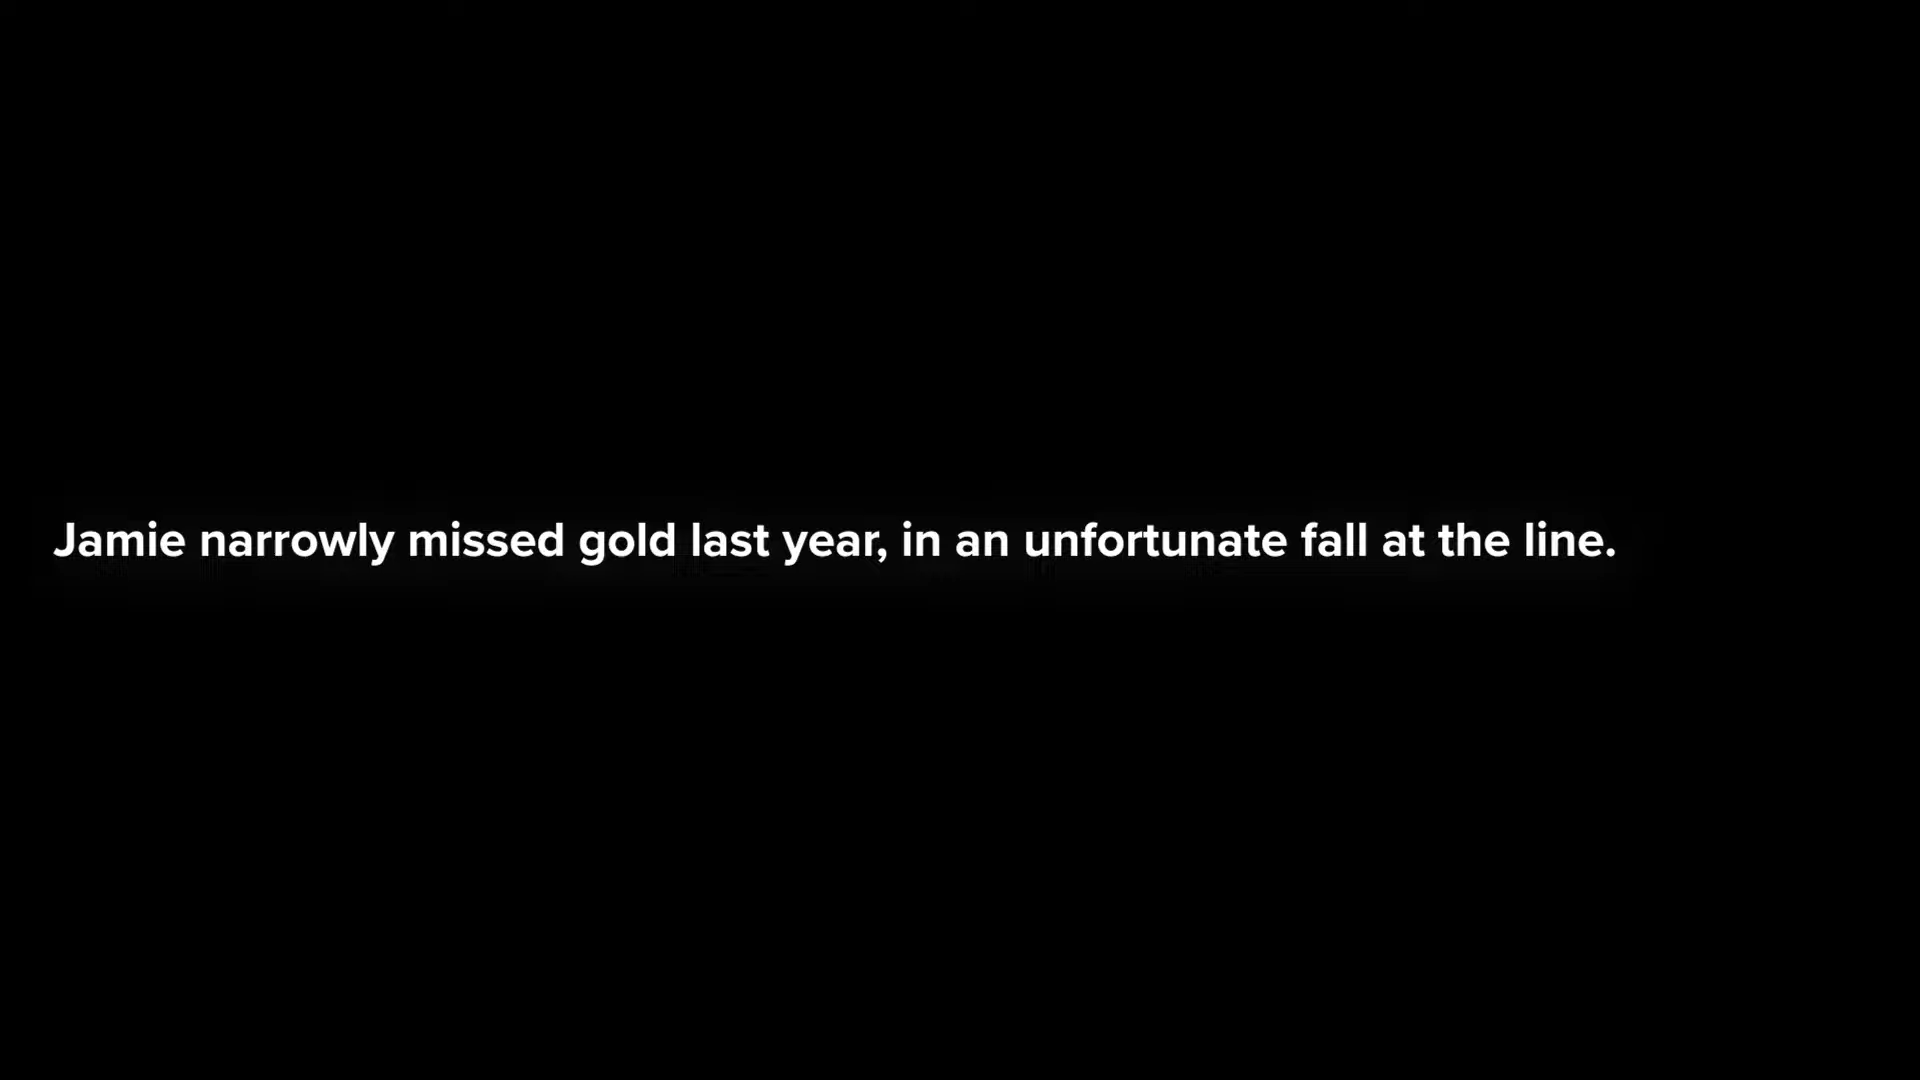 Jamie narrowly missed gold last year, in an unfortunate fall at the line.